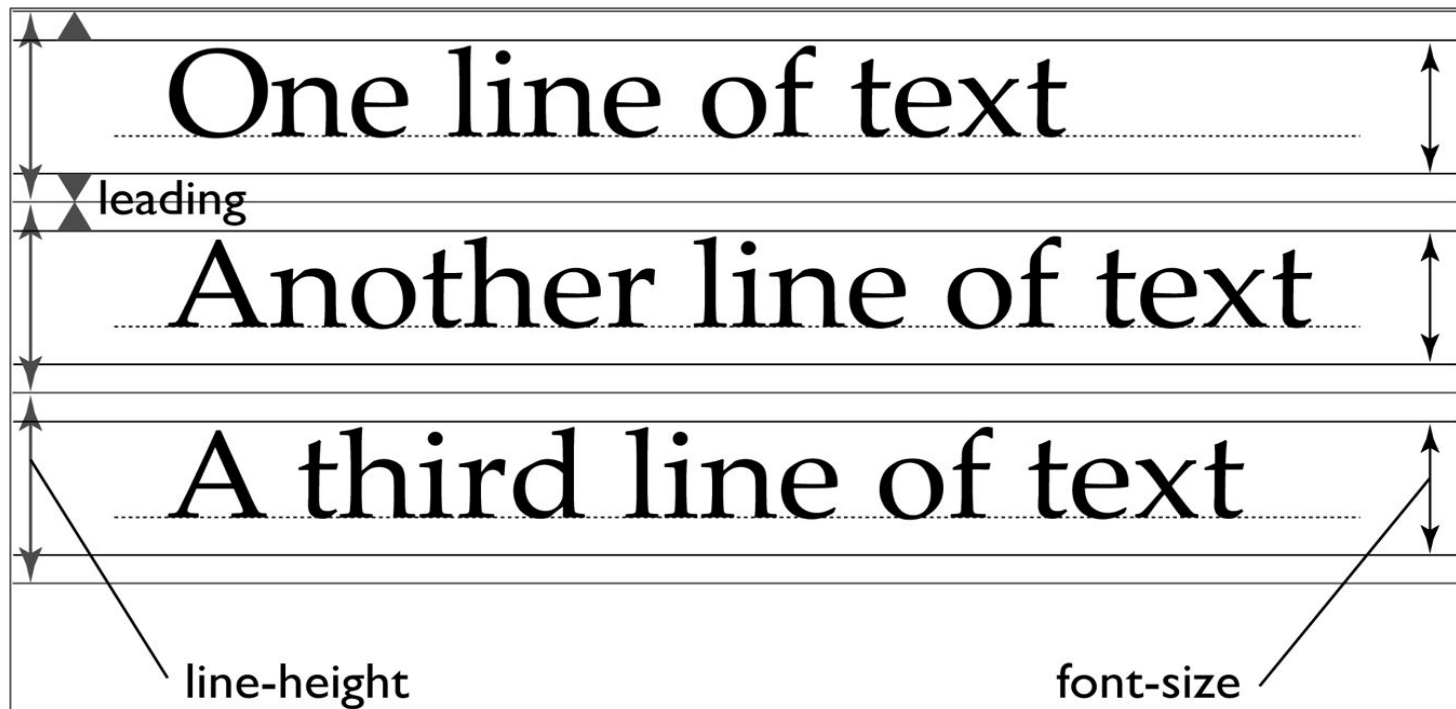 One line of text
leading
Another line of text
A third line of text
line-height
font-size